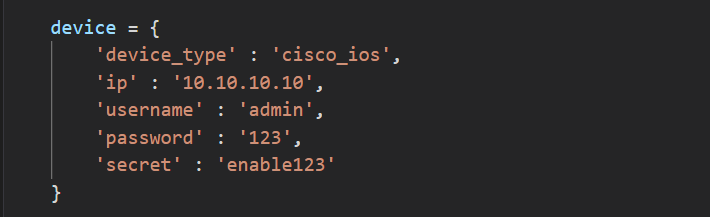 device = {
'device_type' : 'cisco_ios',
'ip' : '10.10.10.10',
'username' : 'admin',
'password' : '123',
'secret' : 'enable123'
}